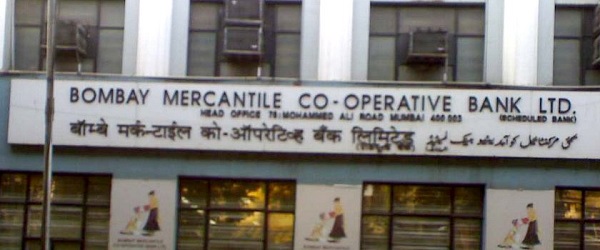 BOMBAY MERCANTILE CO-OPERATIVE BANK LTD.
HEAD OFFICE 78, MOHAMMED ALI ROAD MUMBAI 400 003 (SCHEDULED BANK)
बॉम्बे मर्कन्टाईल को-ऑपरेटिव्ह बँक लिमिटेड